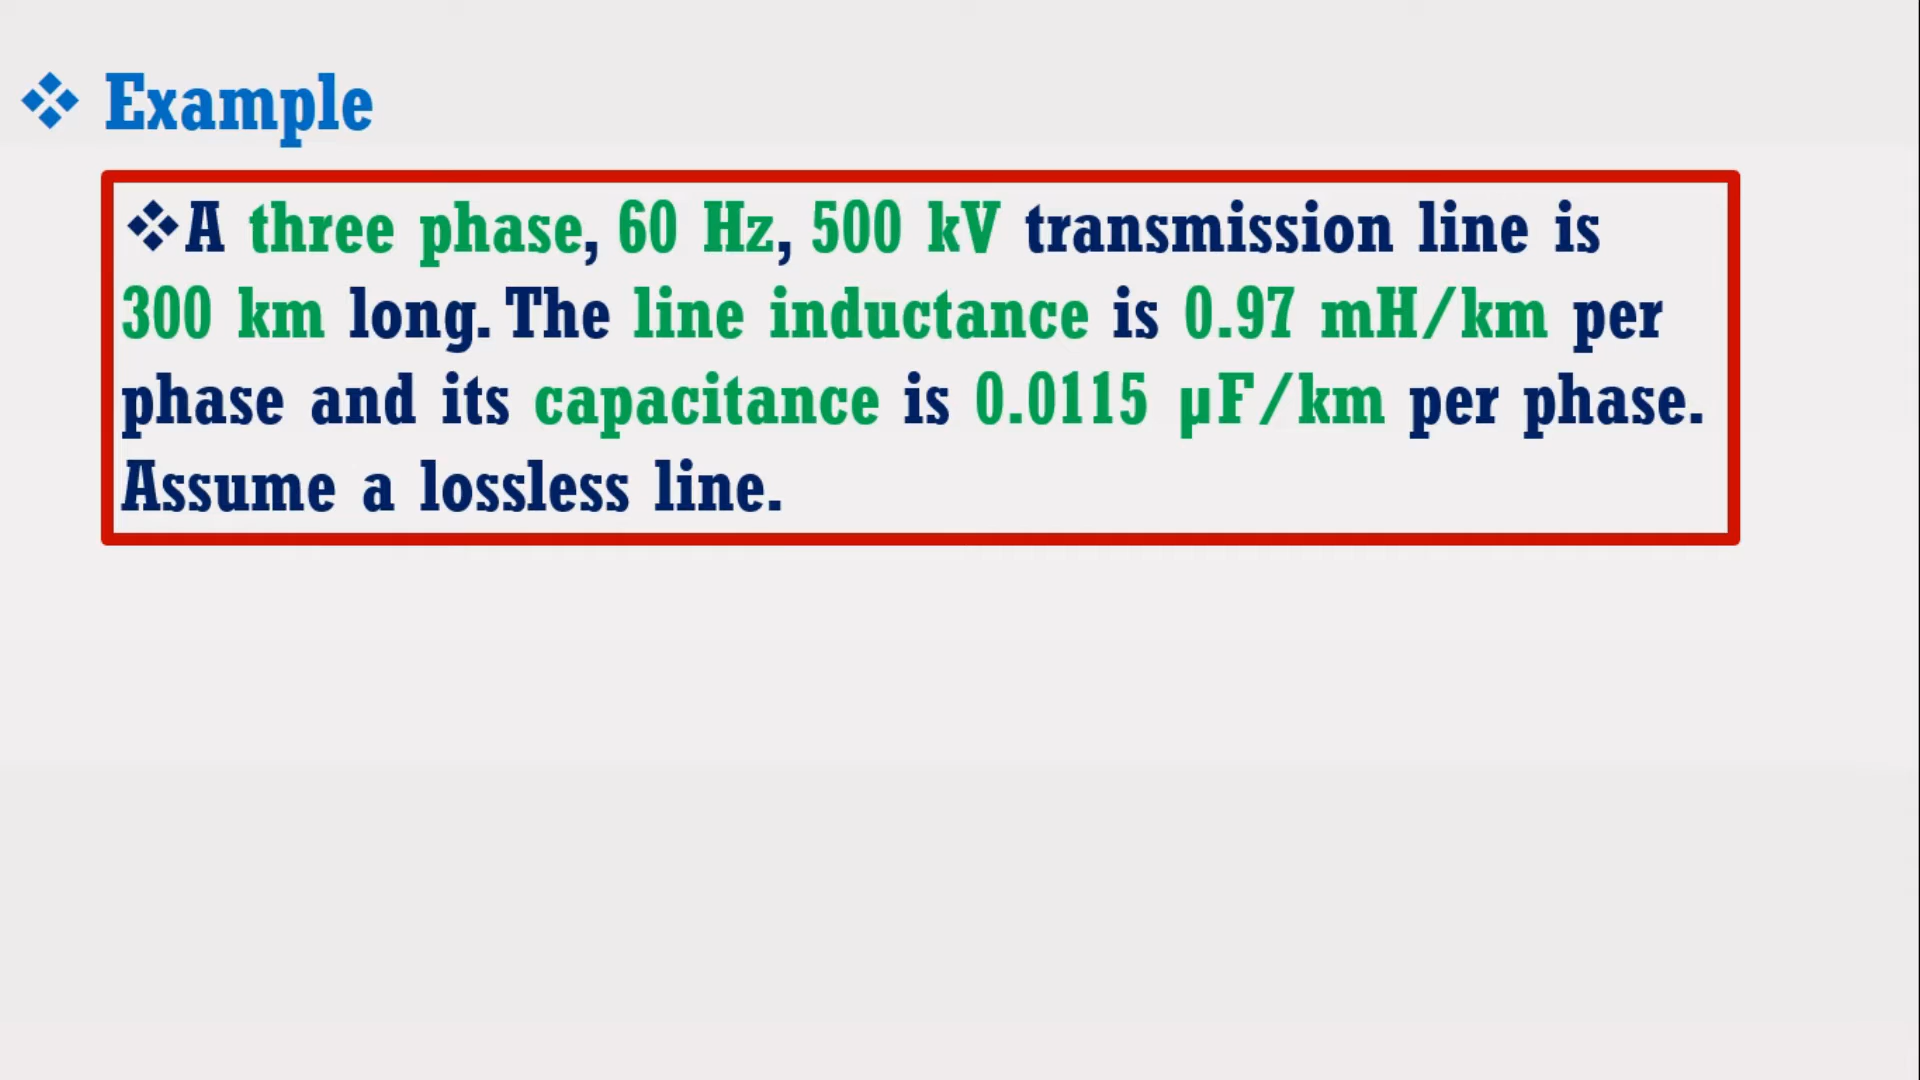 Example
A three phase, 60 Hz, 500 kV transmission line is
300 km long. The line inductance is 0.97 mH/km per
phase and its capacitance is 0.0115 μF/km per phase.
Assume a lossless line.